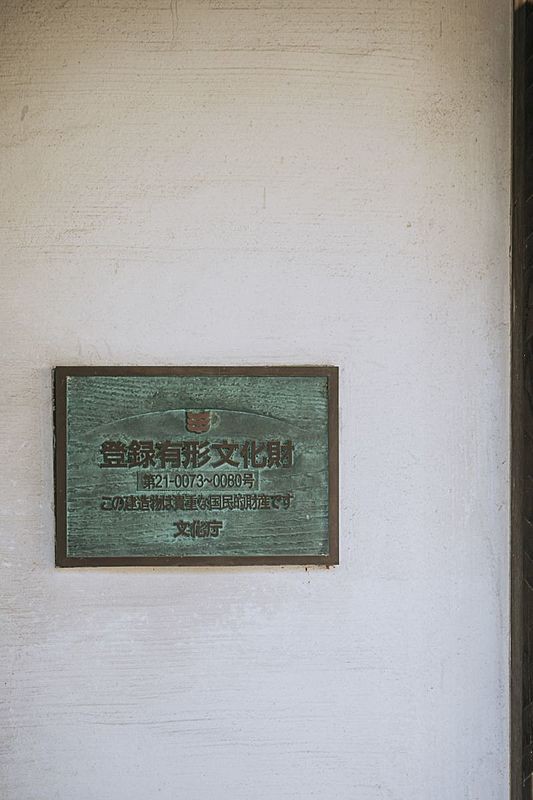 登録有形文化財
第21-0073~0080号
この建造物は貴重な国民的財産です
文化庁